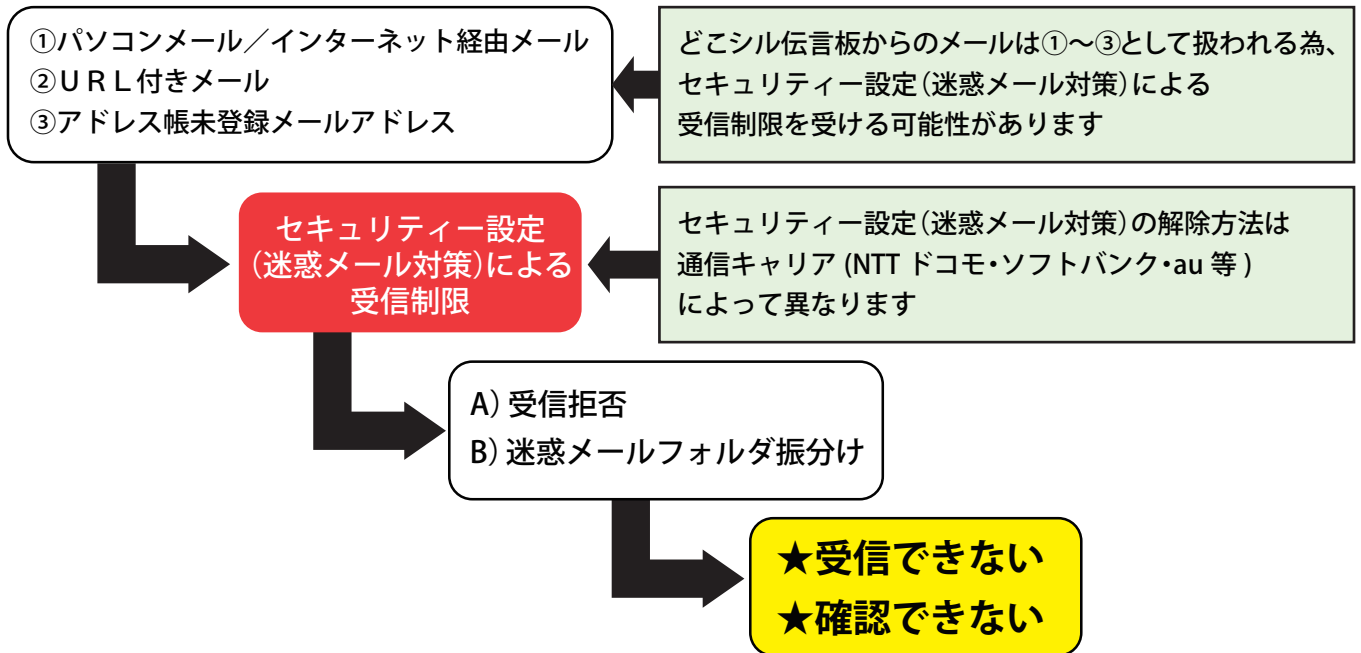 ①パソコンメール／インターネット経由メール
②ＵＲＬ付きメール
③アドレス帳未登録メールアドレス
どこシル伝言板からのメールは①～③として扱われる為、
セキュリティー設定（迷惑メール対策）による
受信制限を受ける可能性があります
セキュリティー設定
（迷惑メール対策）による
受信制限
セキュリティー設定（迷惑メール対策）の解除方法は
通信キャリア (NTT ドコモ・ソフトバンク・au 等 )
によって異なります
A）受信拒否
B）迷惑メールフォルダ振分け
★受信できない
★確認できない